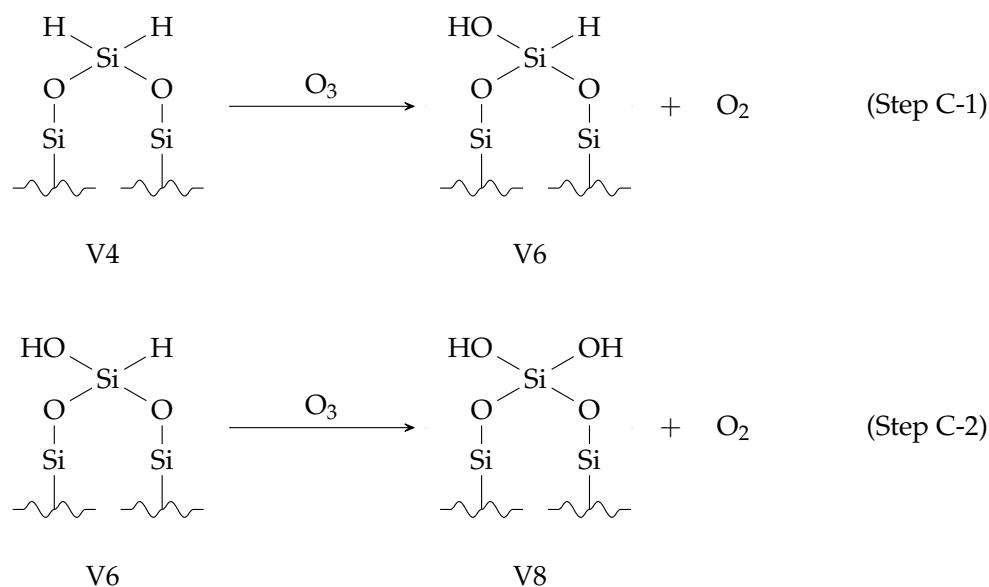 H H HO H
Si Si
O O O₃ O O + O₂ (Step C-1)
Si Si Si Si
V4 V6
HO H HO OH
Si Si
O O O₃ O O + O₂ (Step C-2)
Si Si Si Si
V6 V8